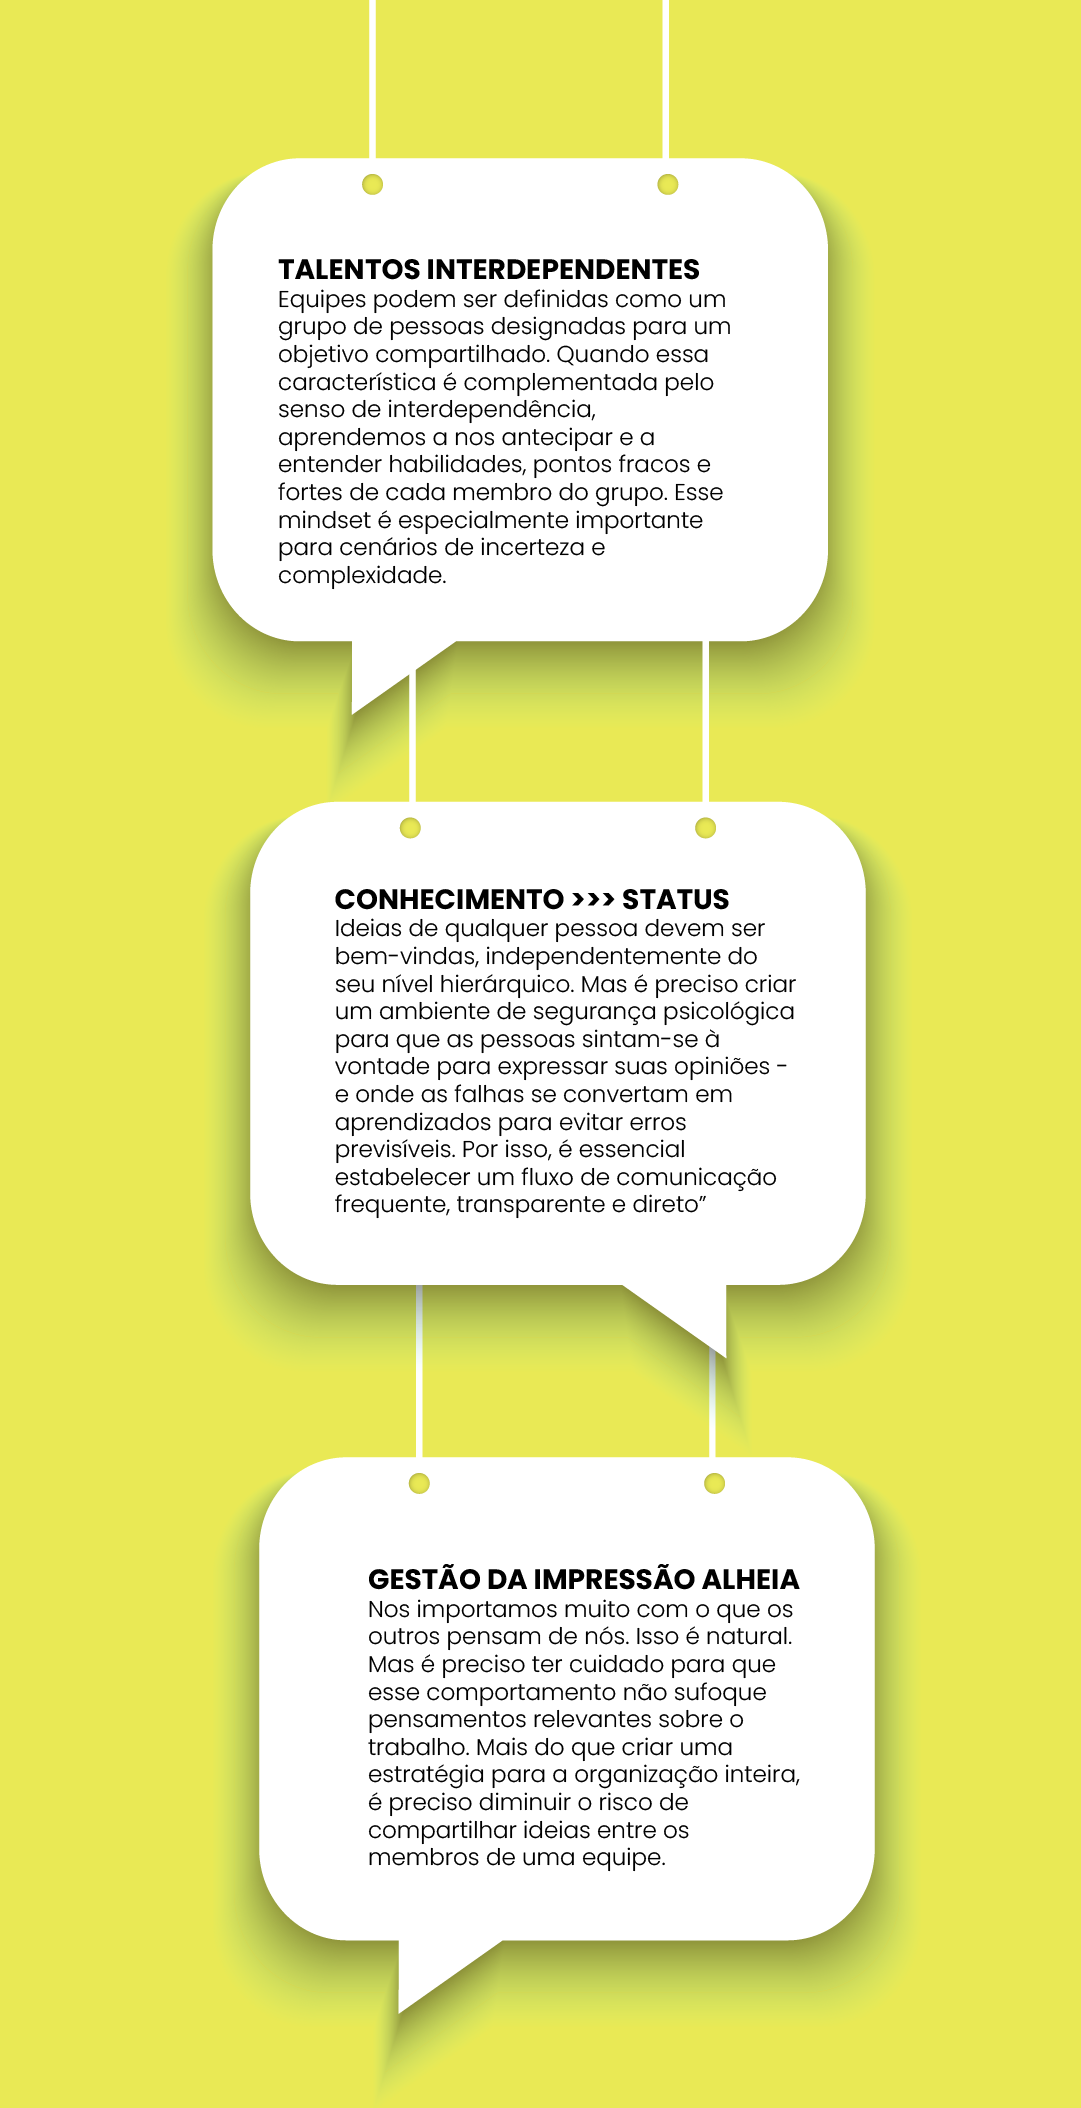 TALENTOS INTERDEPENDENTES
Equipes podem ser definidas como um
grupo de pessoas designadas para um
objetivo compartilhado. Quando essa
característica é complementada pelo
senso de interdependência,
aprendemos a nos antecipar e a
entender habilidades, pontos fracos e
fortes de cada membro do grupo. Esse
mindset é especialmente importante
para cenários de incerteza e
complexidade.
CONHECIMENTO >>> STATUS
Ideias de qualquer pessoa devem ser
bem-vindas, independentemente do
seu nível hierárquico. Mas é preciso criar
um ambiente de segurança psicológica
para que as pessoas sintam-se à
vontade para expressar suas opiniões -
e onde as falhas se convertam em
aprendizados para evitar erros
previsíveis. Por isso, é essencial
estabelecer um fluxo de comunicação
frequente, transparente e direto”
GESTÃO DA IMPRESSÃO ALHEIA
Nos importamos muito com o que os
outros pensam de nós. Isso é natural.
Mas é preciso ter cuidado para que
esse comportamento não sufoque
pensamentos relevantes sobre o
trabalho. Mais do que criar uma
estratégia para a organização inteira,
é preciso diminuir o risco de
compartilhar ideias entre os
membros de uma equipe.